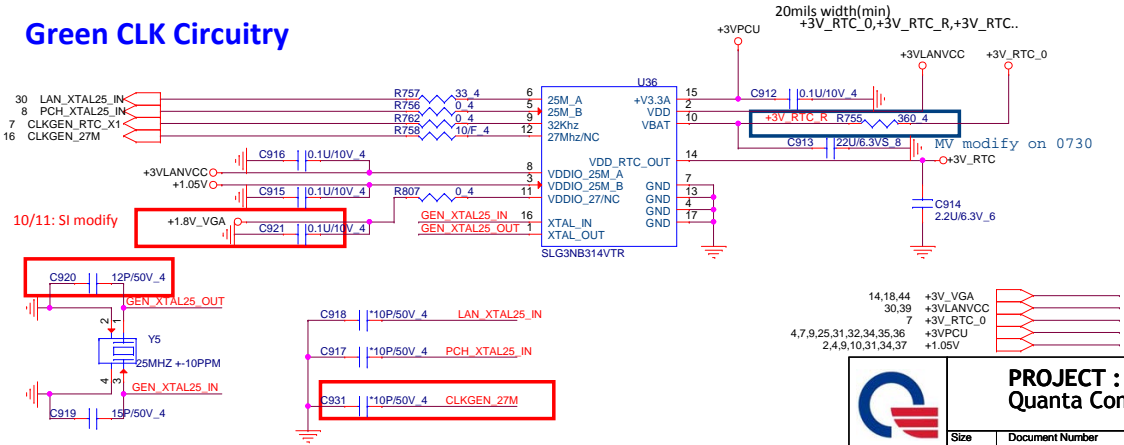 Green CLK Circuitry
20mils width(min)
+3V_RTC_0,+3V_RTC_R,+3V_RTC..
+3VPCU
+3VLANVCC
+3V_RTC_0
U36
30 LAN_XTAL25_IN
8 PCH_XTAL25_IN
7 CLKGEN_RTC_X1
16 CLKGEN_27M
R757 33_4
R756 0_4
R762 0_4
R758 10/F_4
6 25M_A
5 25M_B
9 32Khz
12 27Mhz/NC
+V3.3A 15
VDD 2
VBAT 10
C912 0.1U/10V_4
+3V_RTC_R R755 360_4
C913 22U/6.3VS_8
MV modify on 0730
VDD_RTC_OUT 14
+3V_RTC
C914
2.2U/6.3V_6
C916 0.1U/10V_4
+3VLANVCC
+1.05V
C915 0.1U/10V_4
R807 0_4
8 VDDIO_25M_A
3 VDDIO_25M_B
11 VDDIO_27/NC
GND 7
GND 13
GND 4
GND 17
10/11: SI modify
+1.8V_VGA
C921 0.1U/10V_4
GEN_XTAL25_IN 16 XTAL_IN
GEN_XTAL25_OUT 1 XTAL_OUT
SLG3NB314VTR
C920 12P/50V_4
GEN_XTAL25_OUT
2 1
Y5
25MHZ +-10PPM
4 3
GEN_XTAL25_IN
C919 15P/50V_4
C918 *10P/50V_4 LAN_XTAL25_IN
C917 *10P/50V_4 PCH_XTAL25_IN
C931 *10P/50V_4 CLKGEN_27M
14,18,44 +3V_VGA
30,39 +3VLANVCC
7 +3V_RTC_0
4,7,9,25,31,32,34,35,36 +3VPCU
2,4,9,10,31,34,37 +1.05V
PROJECT :
Quanta Con
Size Document Number